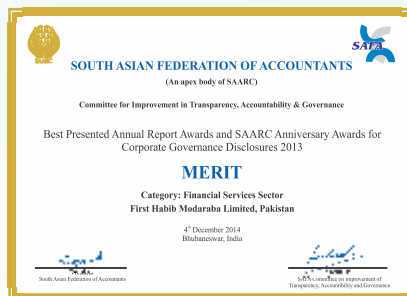 SAFA
SOUTH ASIAN FEDERATION OF ACCOUNTANTS
(An apex body of SAARC)
Committee for Improvement in Transparency, Accountability & Governance
Best Presented Annual Report Awards and SAARC Anniversary Awards for
Corporate Governance Disclosures 2013
MERIT
Category: Financial Services Sector
First Habib Modaraba Limited, Pakistan
4th December 2014
Bhubaneswar, India
South Asian Federation of Accountants
SAFA Committee on improvement of
Transparency, Accountibility and Governance